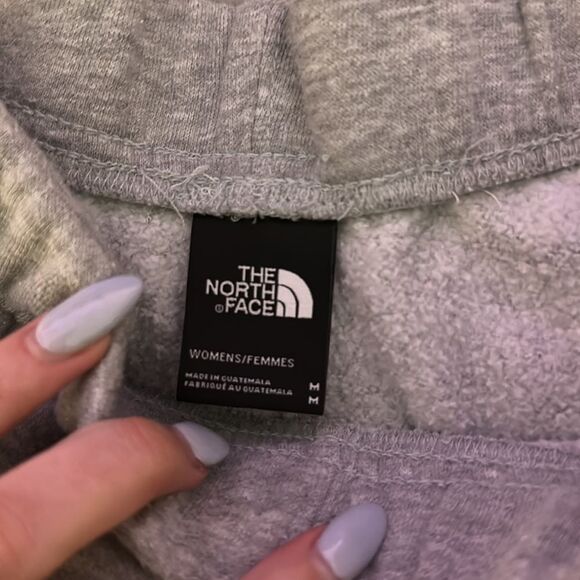 THE
NORTH
®FACE
WOMENS/FEMMES
MADE IN GUATEMALA M
FABRIQUÉ AU GUATEMALA M